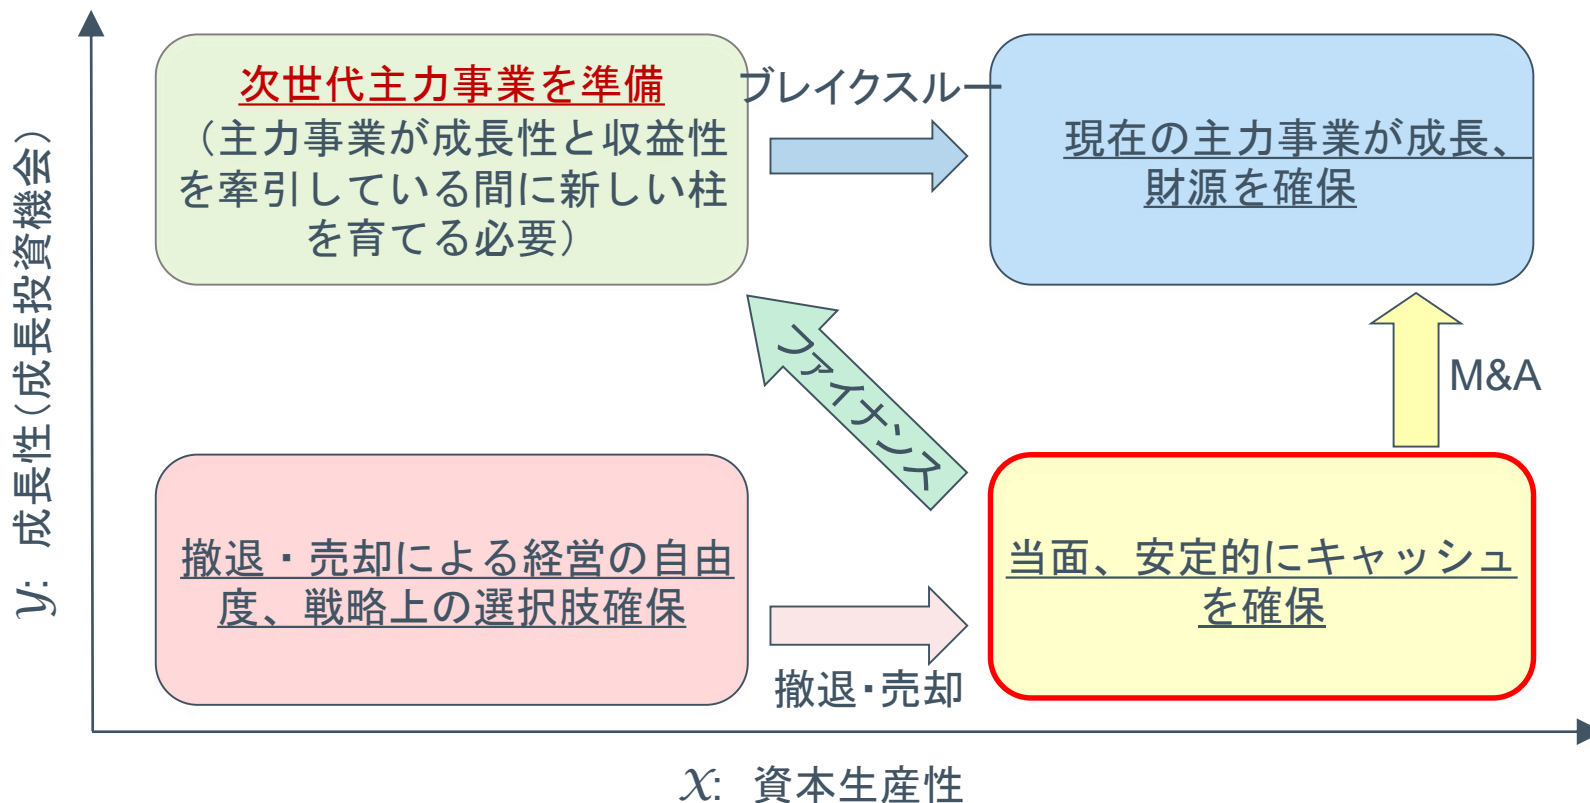 次世代主力事業を準備
（主力事業が成長性と収益性
を牽引している間に新しい柱
を育てる必要）
ブレイクスルー
現在の主力事業が成長、
財源を確保
y: 成長性（成長投資機会）
ファイナンス
M&A
撤退・売却による経営の自由
度、戦略上の選択肢確保
撤退・売却
当面、安定的にキャッシュ
を確保
x: 資本生産性